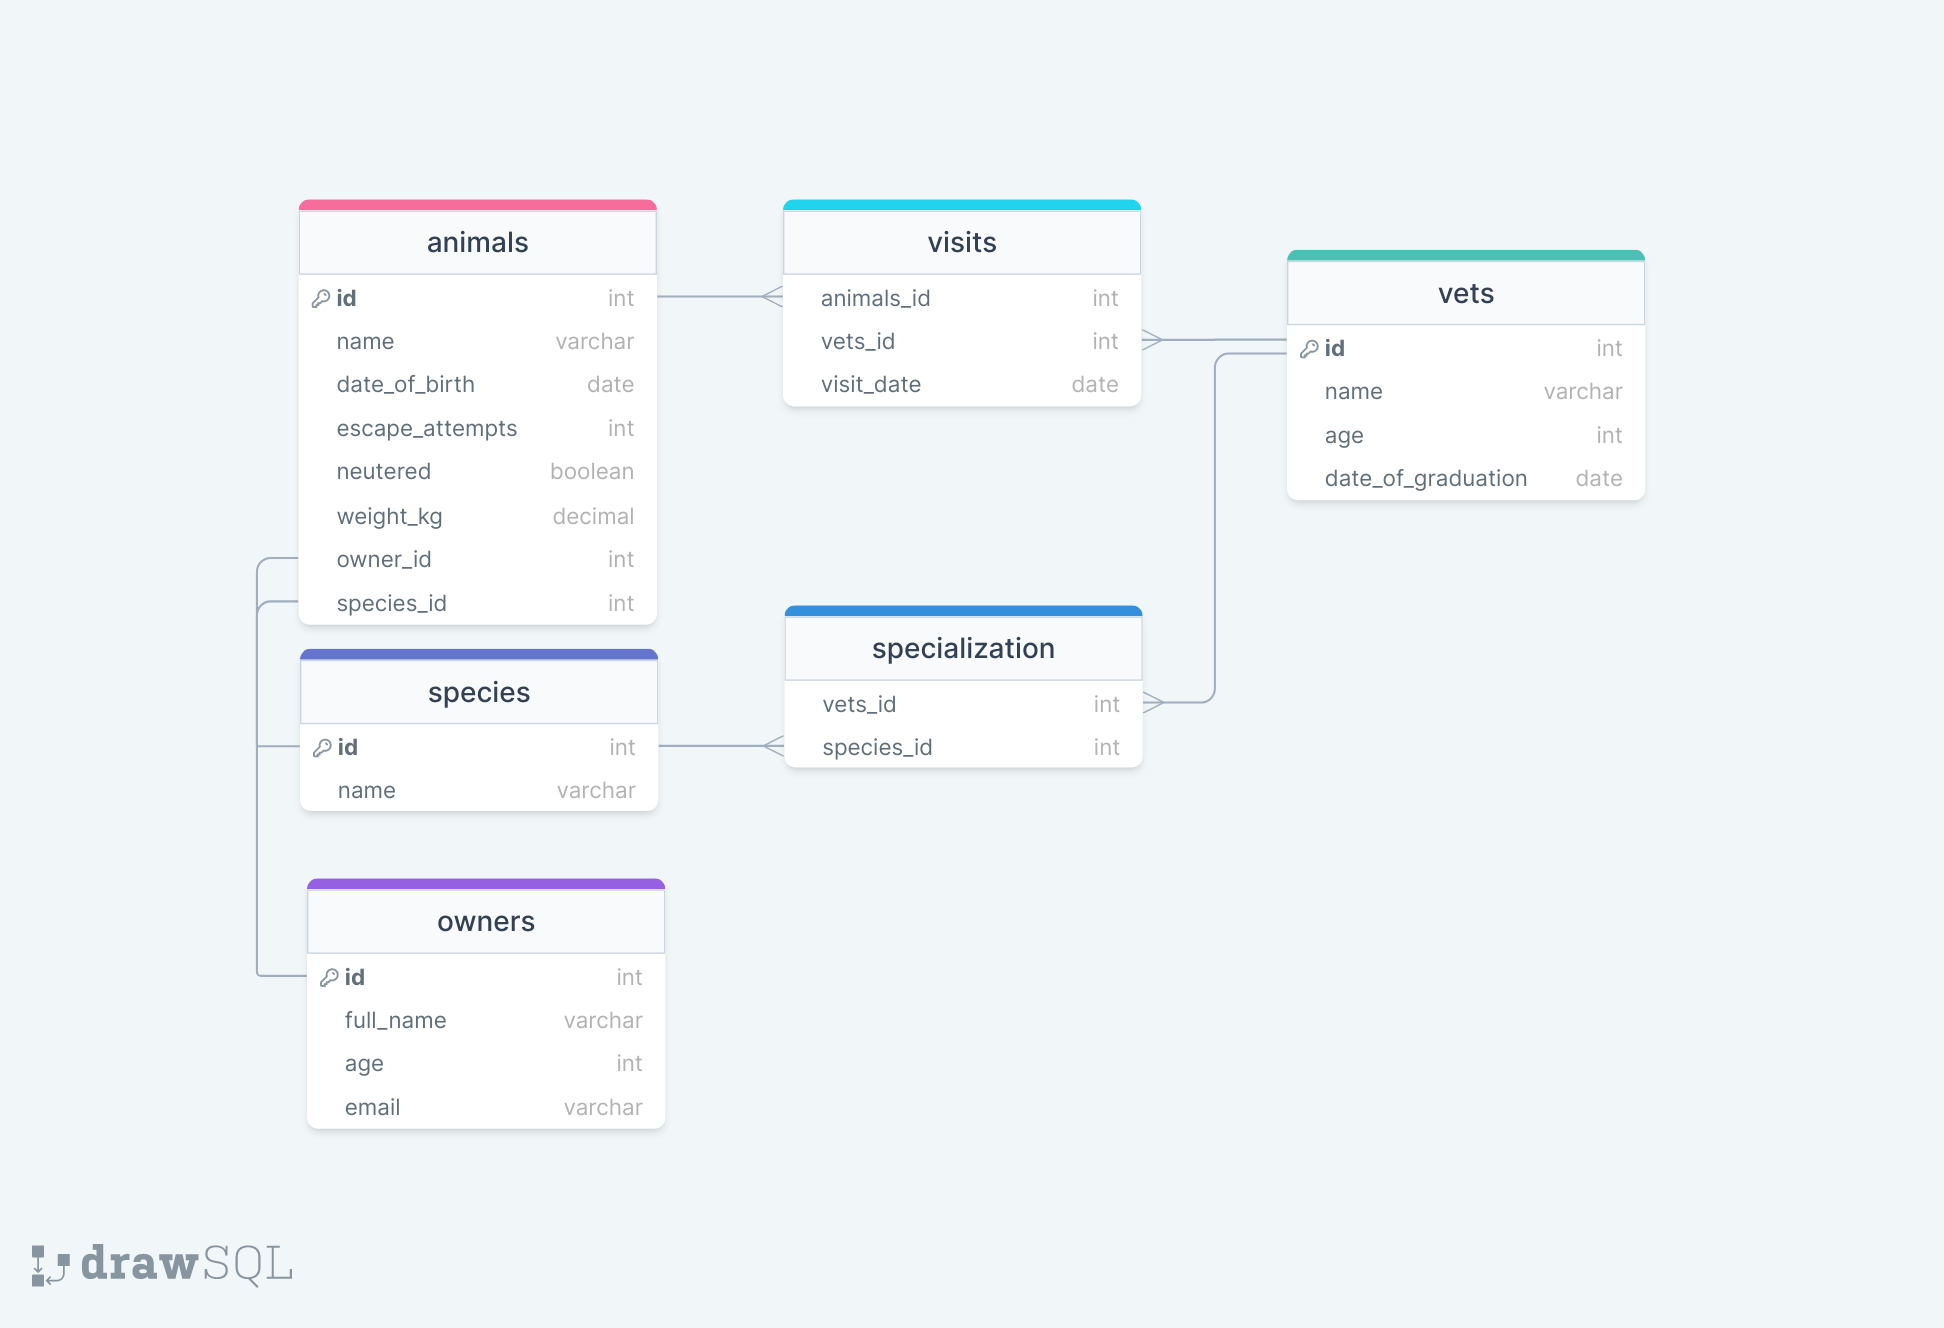 animals
id int
name varchar
date_of_birth date
escape_attempts int
neutered boolean
weight_kg decimal
owner_id int
species_id int
visits
animals_id int
vets_id int
visit_date date
vets
id int
name varchar
age int
date_of_graduation date
species
id int
name varchar
specialization
vets_id int
species_id int
owners
id int
full_name varchar
age int
email varchar
drawSQL